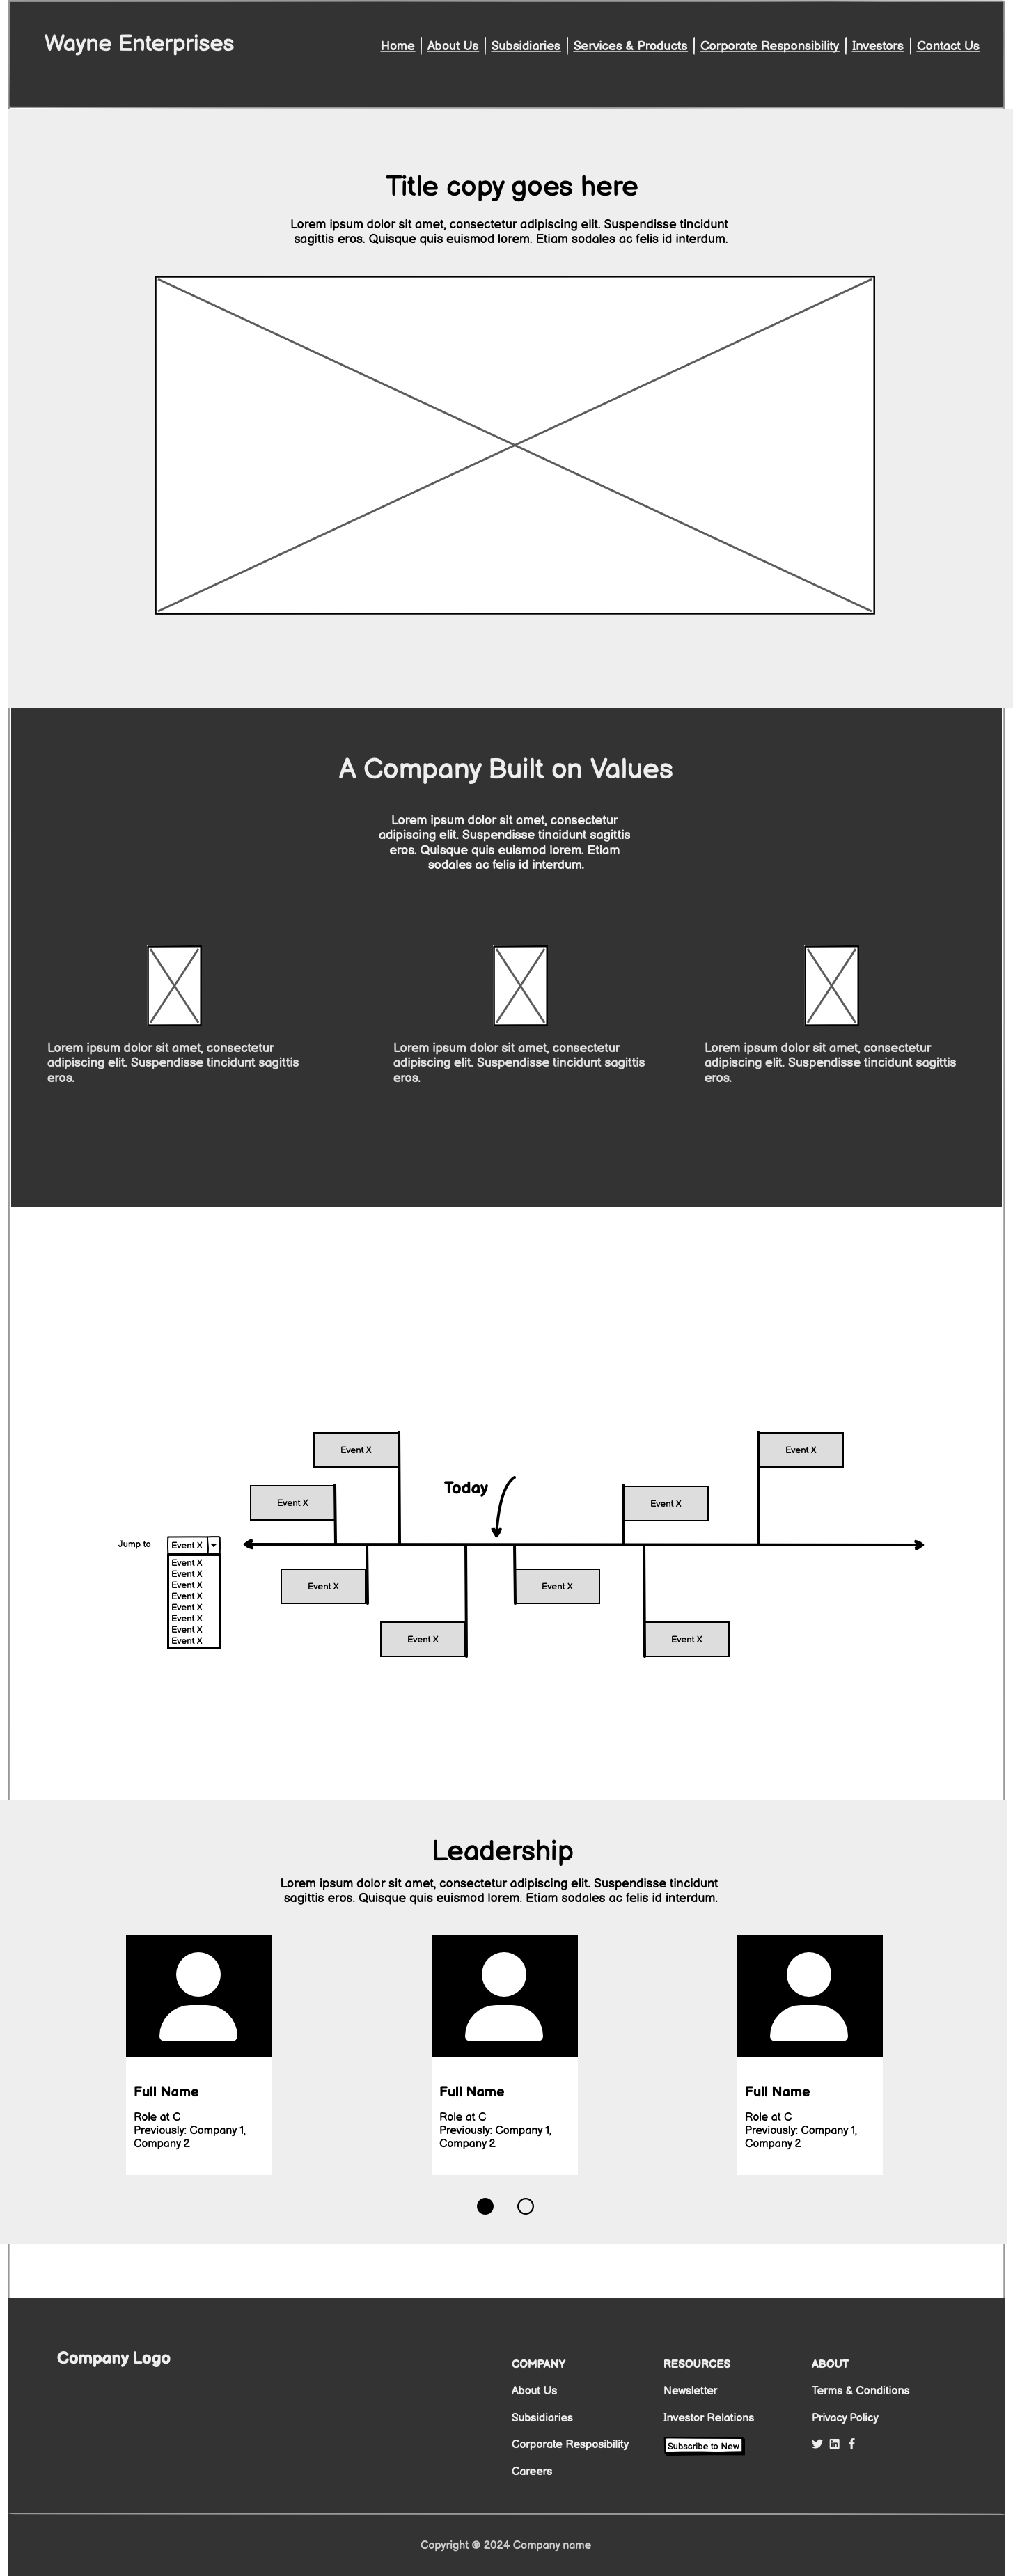 Wayne Enterprises
Home | About Us | Subsidiaries | Services & Products | Corporate Responsibility | Investors | Contact Us
Title copy goes here
Lorem ipsum dolor sit amet, consectetur adipiscing elit. Suspendisse tincidunt
sagittis eros. Quisque quis euismod lorem. Etiam sodales ac felis id interdum.
A Company Built on Values
Lorem ipsum dolor sit amet, consectetur
adipiscing elit. Suspendisse tincidunt sagittis
eros. Quisque quis euismod lorem. Etiam
sodales ac felis id interdum.
Lorem ipsum dolor sit amet, consectetur
adipiscing elit. Suspendisse tincidunt sagittis
eros.
Lorem ipsum dolor sit amet, consectetur
adipiscing elit. Suspendisse tincidunt sagittis
eros.
Lorem ipsum dolor sit amet, consectetur
adipiscing elit. Suspendisse tincidunt sagittis
eros.
Event X
Event X
Today
Event X
Event X
Jump to
Event X
Event X
Event X
Event X
Event X
Event X
Event X
Event X
Event X
Event X
Event X
Event X
Event X
Leadership
Lorem ipsum dolor sit amet, consectetur adipiscing elit. Suspendisse tincidunt
sagittis eros. Quisque quis euismod lorem. Etiam sodales ac felis id interdum.
Full Name
Role at C
Previously: Company 1,
Company 2
Full Name
Role at C
Previously: Company 1,
Company 2
Full Name
Role at C
Previously: Company 1,
Company 2
Company Logo
COMPANY
About Us
Subsidiaries
Corporate Resposibility
Careers
RESOURCES
Newsletter
Investor Relations
Subscribe to New
ABOUT
Terms & Conditions
Privacy Policy
Copyright © 2024 Company name